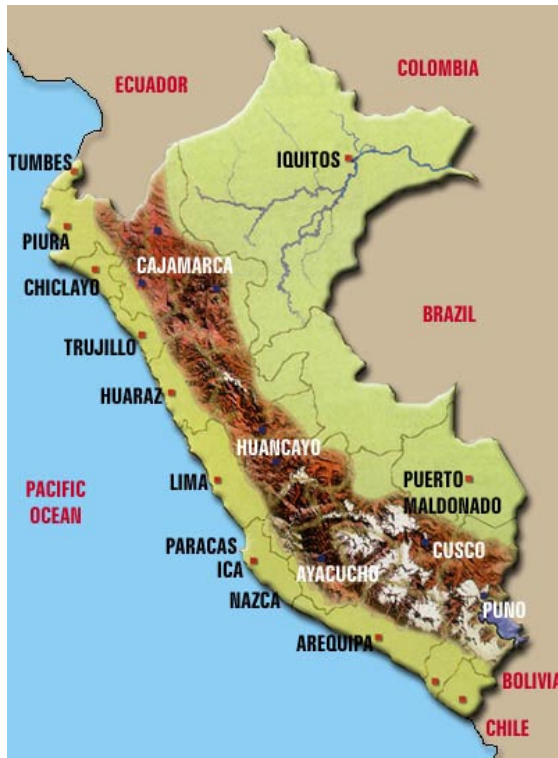 COLOMBIA
ECUADOR
TUMBES
IQUITOS
PIURA
CAJAMARCA
CHICLAYO
BRAZIL
TRUJILLO
HUARAZ
HUANCAYO
LIMA
PUERTO
MALDONADO
PACIFIC
OCEAN
PARACAS
ICA
CUSCO
AYACUCHO
NAZCA
PUNO
AREQUIPA
BOLIVIA
CHILE